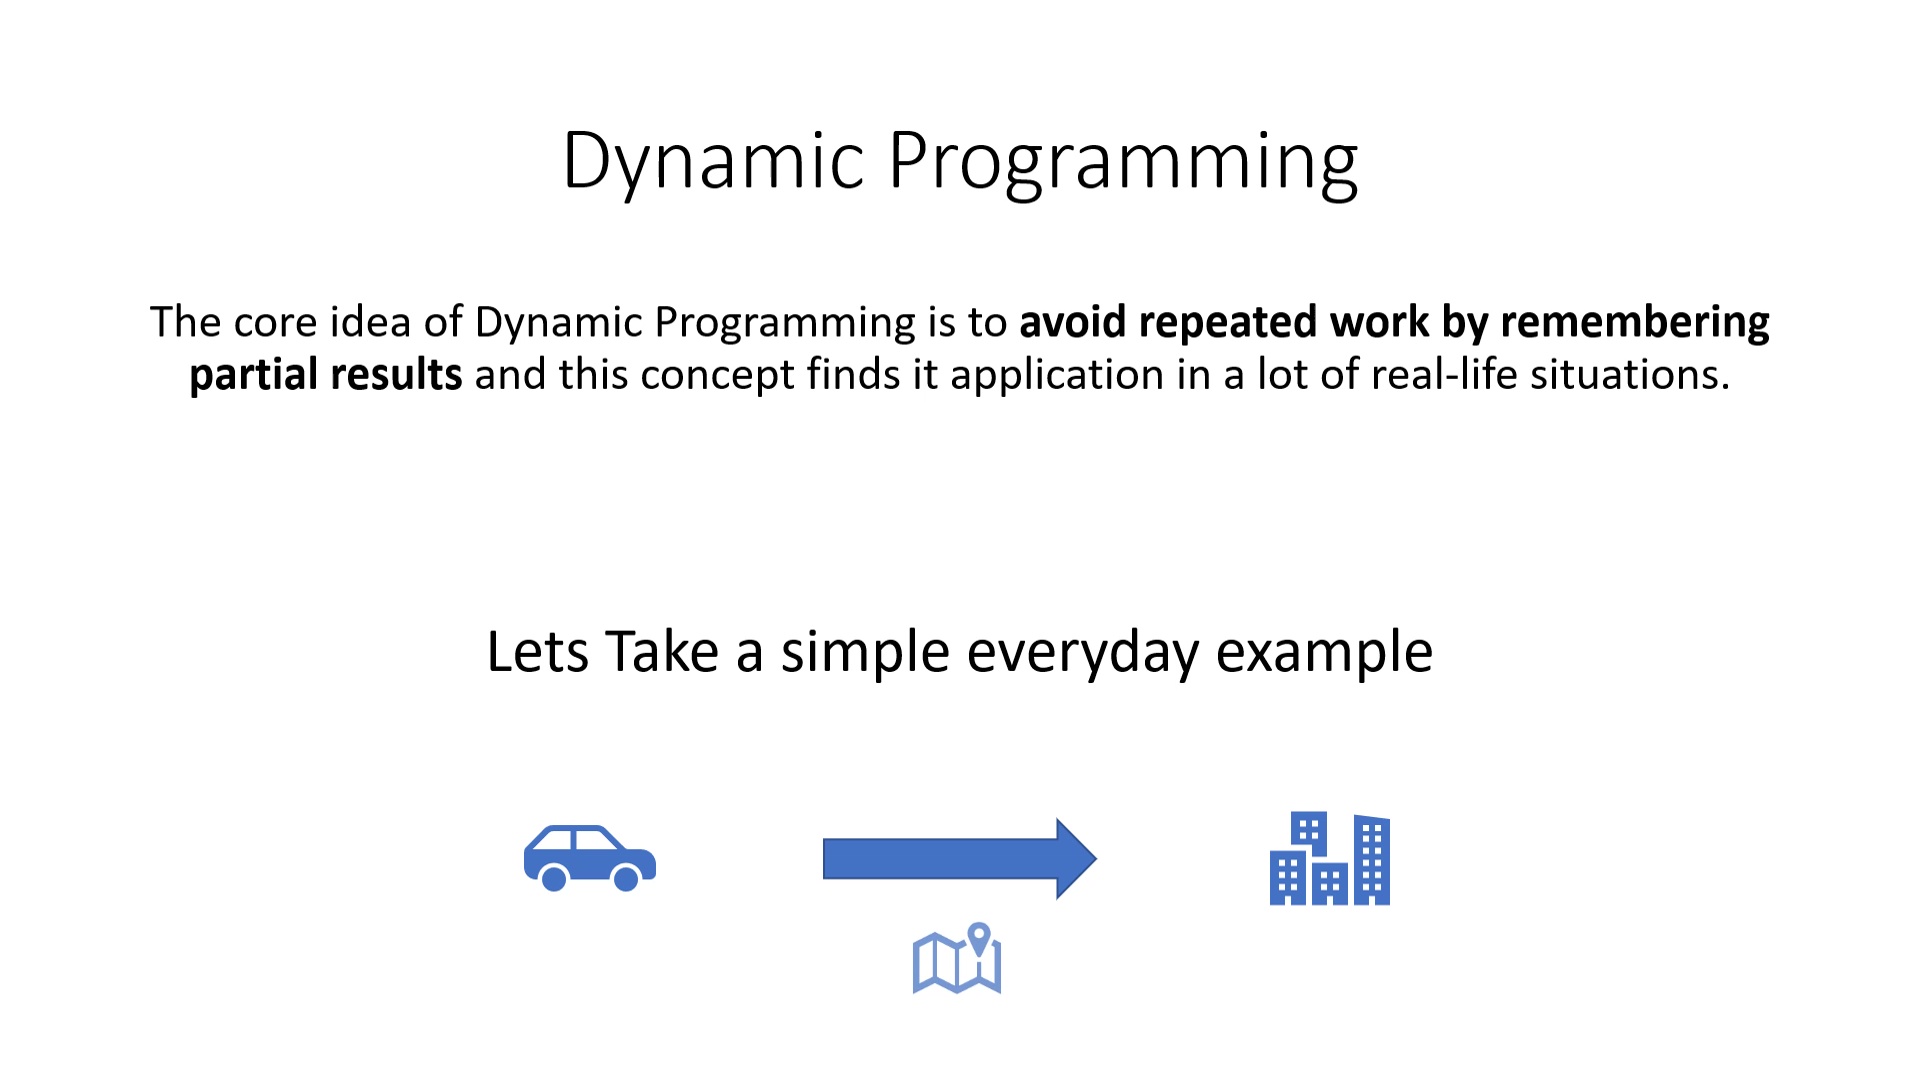 Dynamic Programming
The core idea of Dynamic Programming is to avoid repeated work by remembering
partial results and this concept finds it application in a lot of real-life situations.
Lets Take a simple everyday example